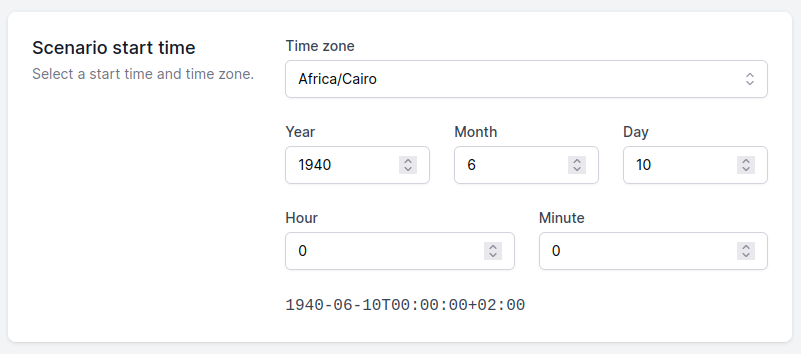 Scenario start time
Select a start time and time zone.
Time zone
Africa/Cairo
Year
Month
Day
1940
6
10
Hour
Minute
0
0
1940-06-10T00:00:00+02:00